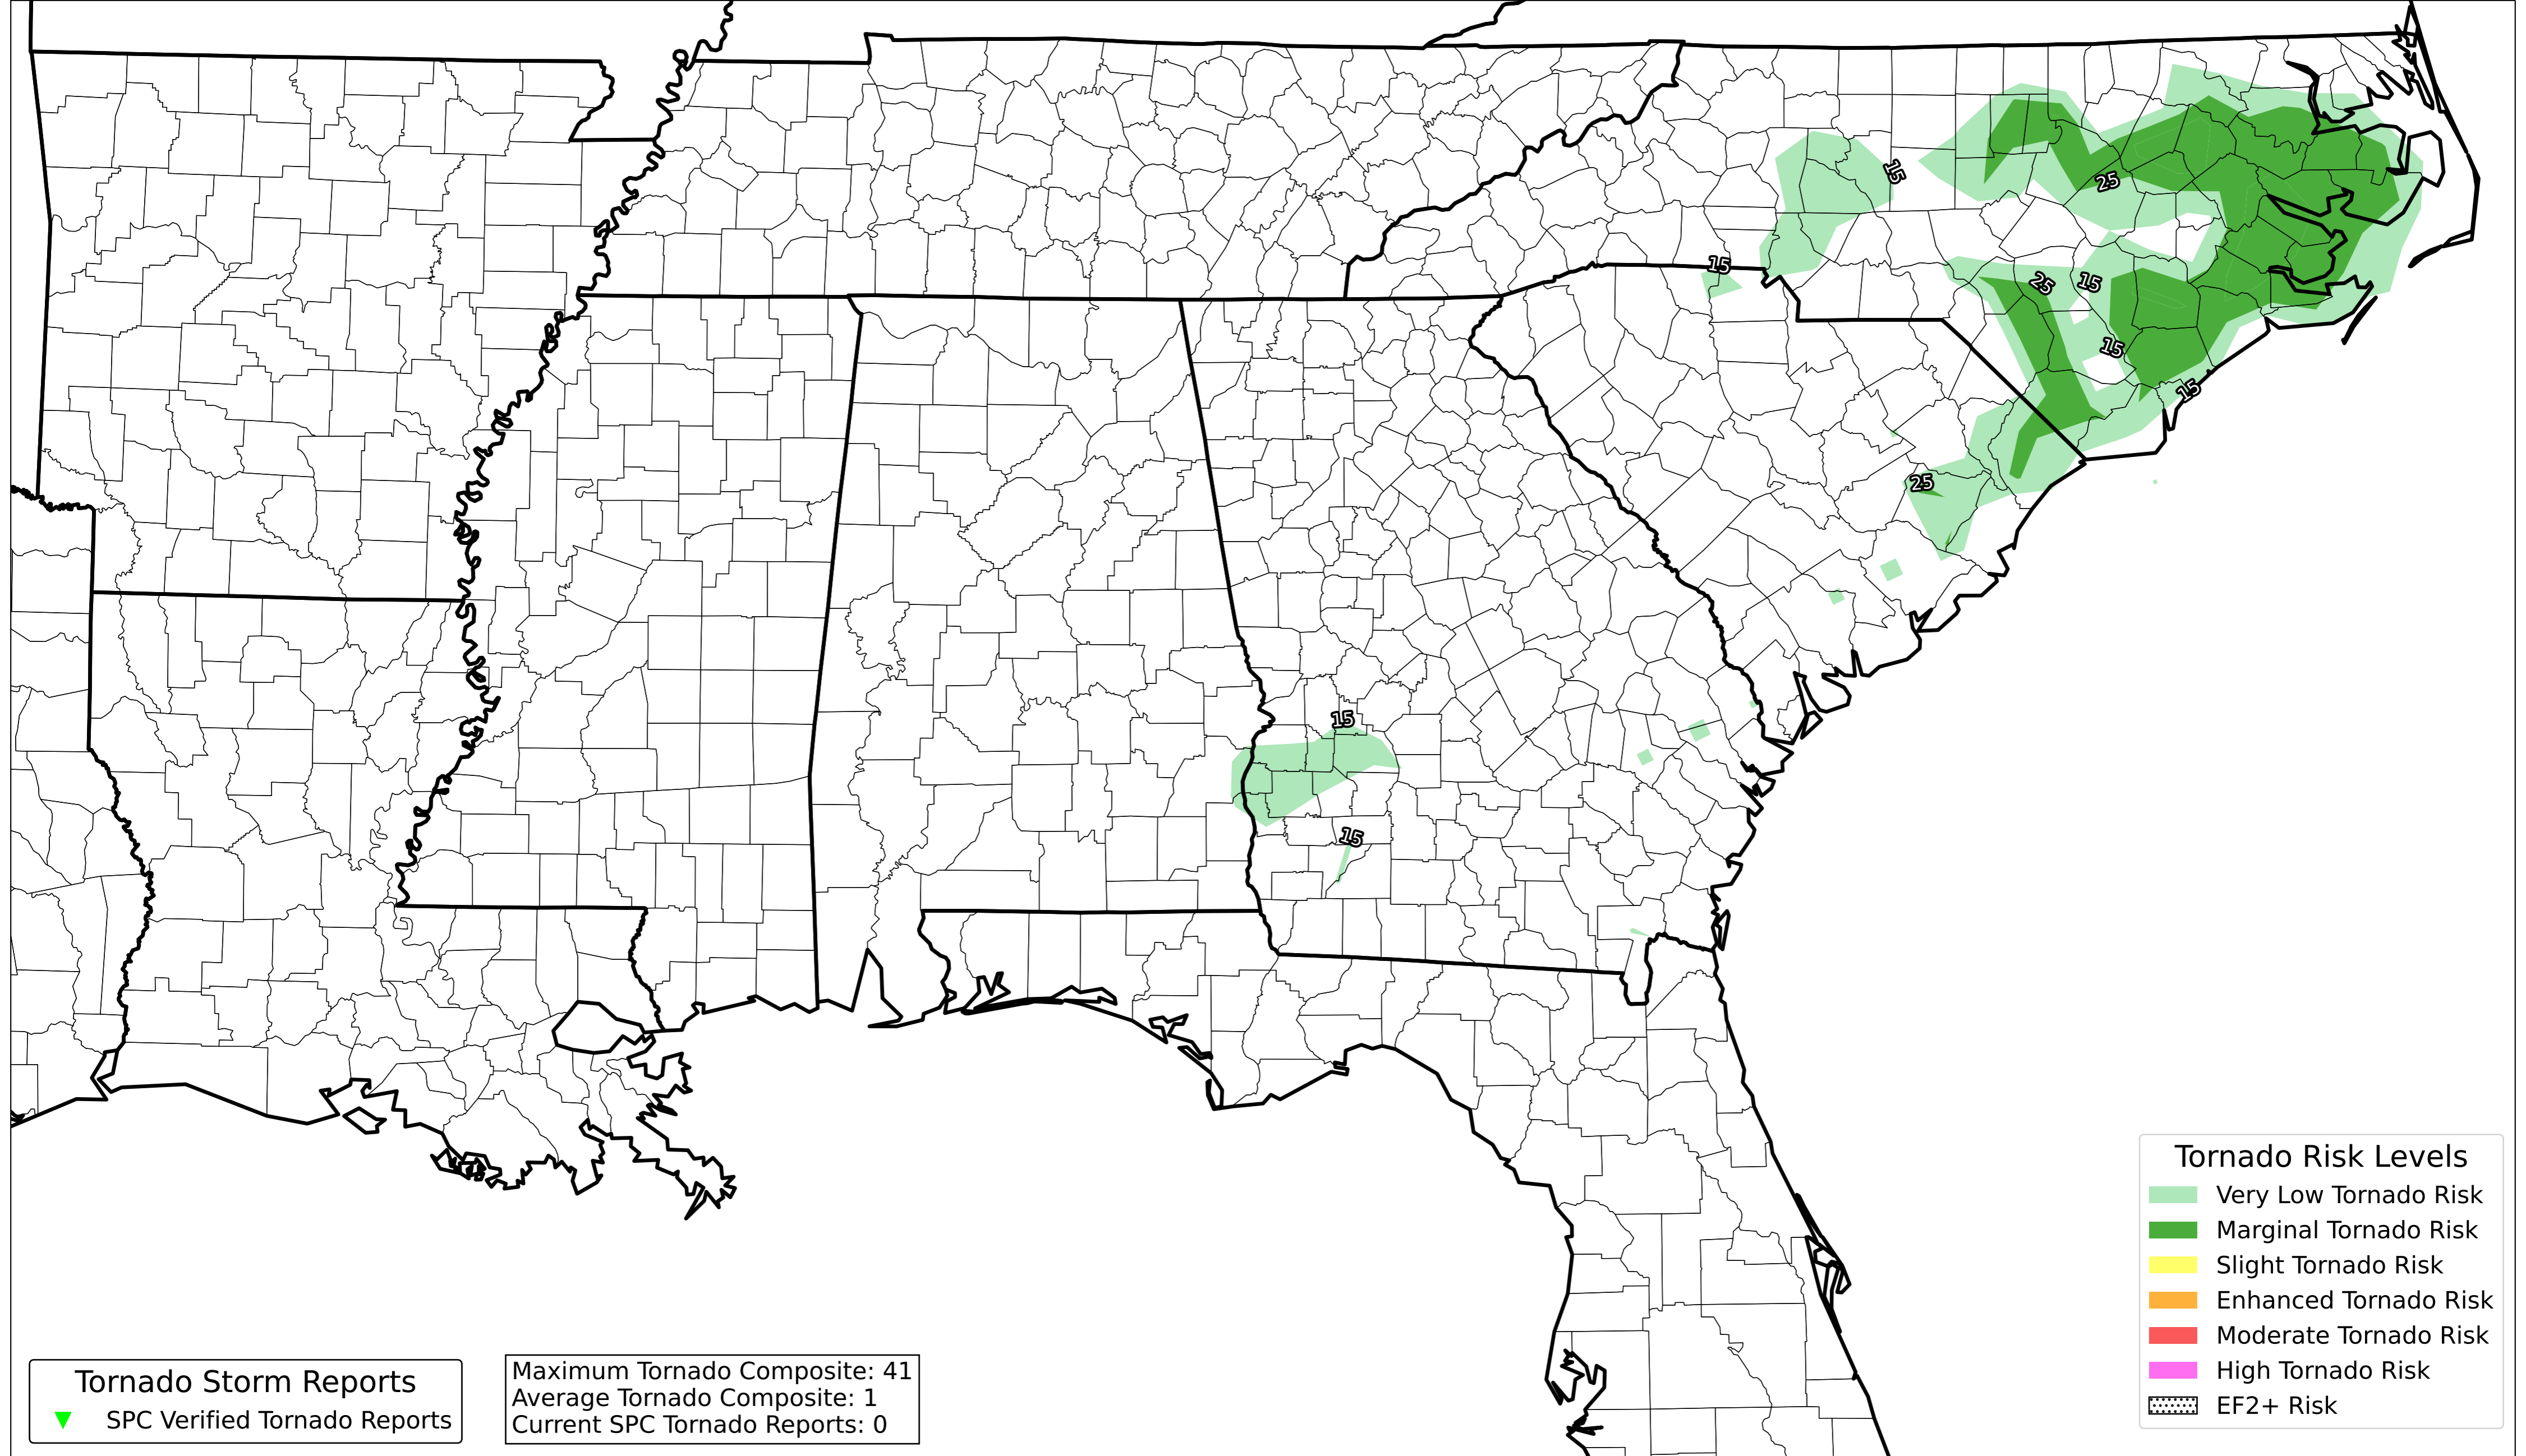 15
25
15
25
15
15
15
25
15
15
Tornado Risk Levels
Very Low Tornado Risk
Marginal Tornado Risk
Slight Tornado Risk
Enhanced Tornado Risk
Moderate Tornado Risk
High Tornado Risk
EF2+ Risk
Tornado Storm Reports
SPC Verified Tornado Reports
Maximum Tornado Composite: 41
Average Tornado Composite: 1
Current SPC Tornado Reports: 0